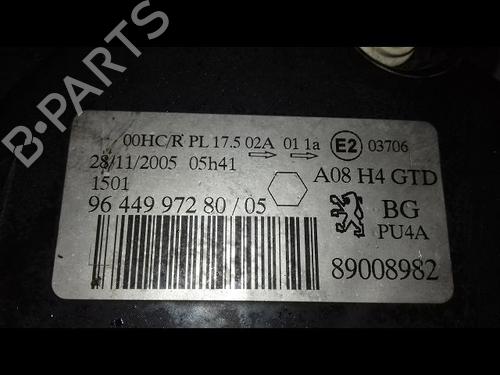 B-PARTS
00HC/R PL 17.5 02A 01 1a E2 03706
28/11/2005 05h41
A08 H4 GTD
1501
96 449 972 80 / 05
BG
PU4A
89008982